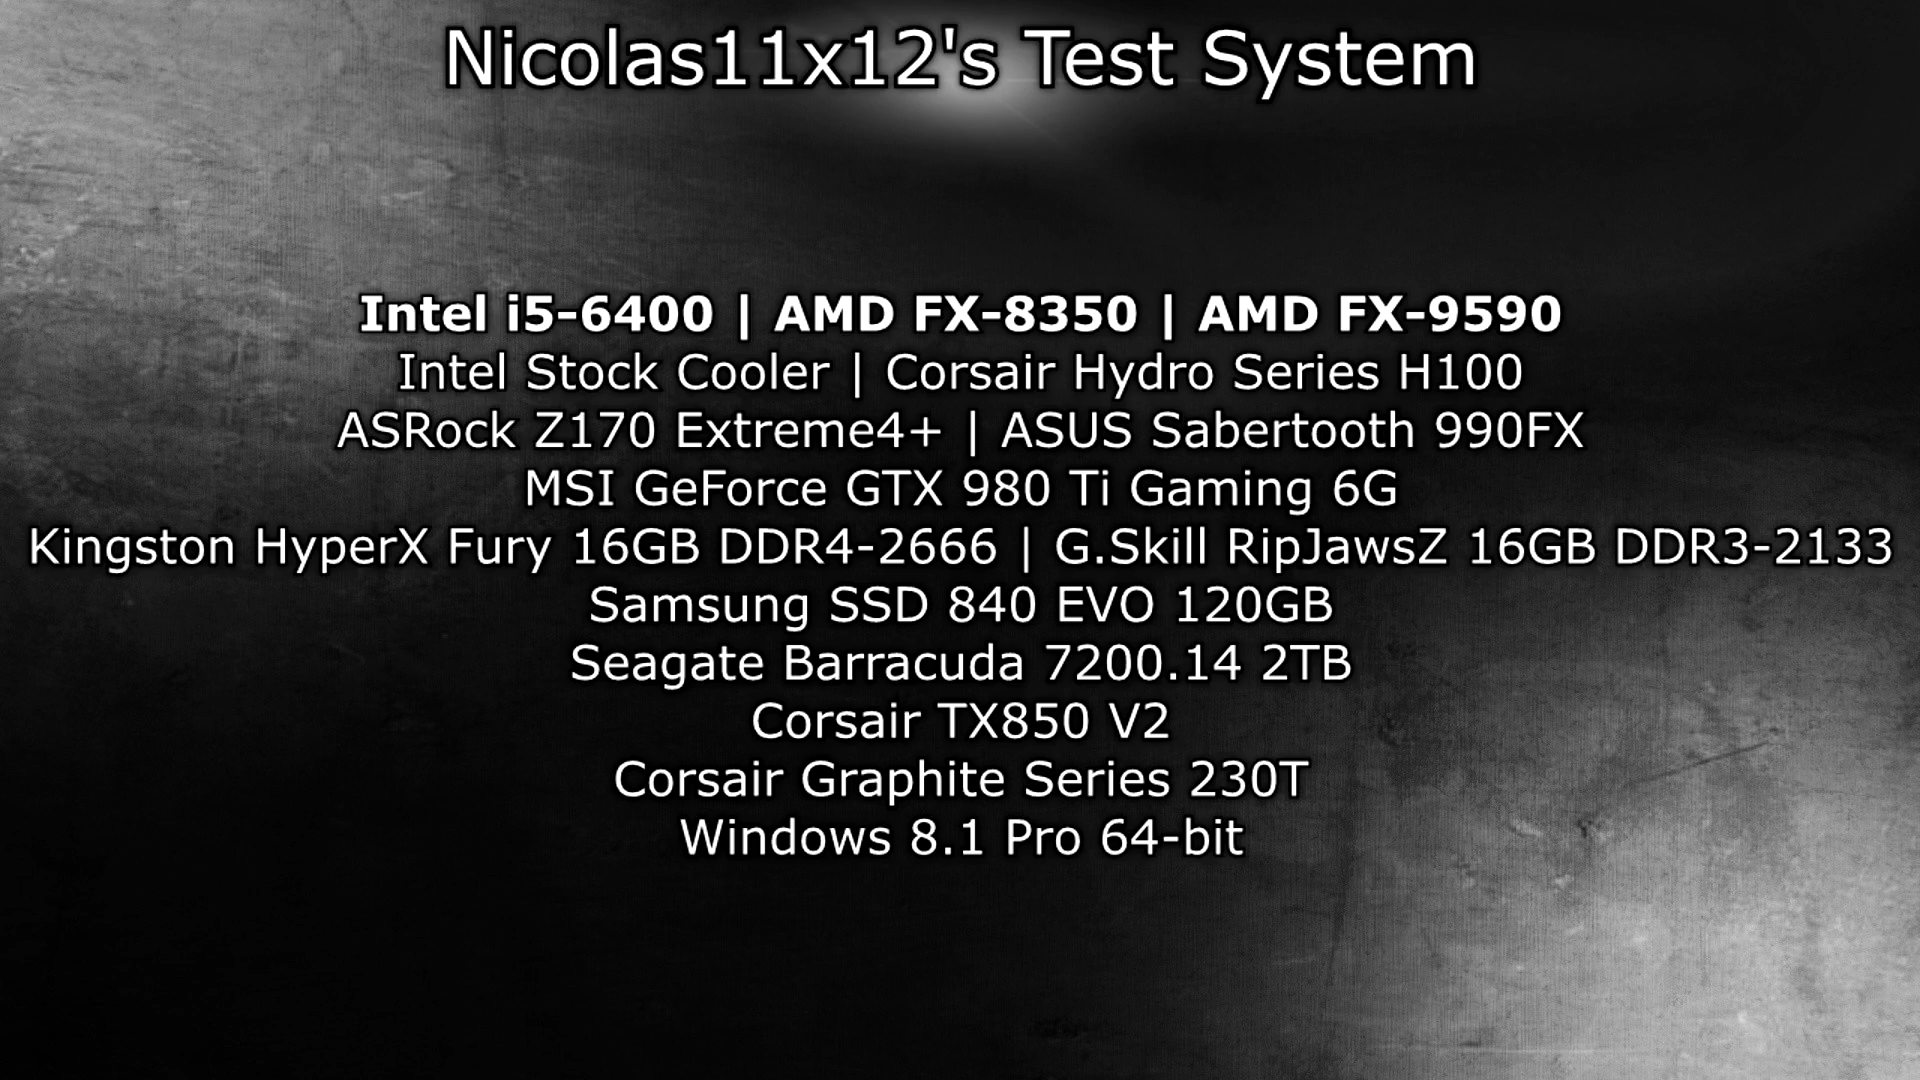 Nicolas11x12's Test System
Intel i5-6400 | AMD FX-8350 | AMD FX-9590
Intel Stock Cooler | Corsair Hydro Series H100
ASRock Z170 Extreme4+ | ASUS Sabertooth 990FX
MSI GeForce GTX 980 Ti Gaming 6G
Kingston HyperX Fury 16GB DDR4-2666 | G.Skill RipJawsZ 16GB DDR3-2133
Samsung SSD 840 EVO 120GB
Seagate Barracuda 7200.14 2TB
Corsair TX850 V2
Corsair Graphite Series 230T
Windows 8.1 Pro 64-bit